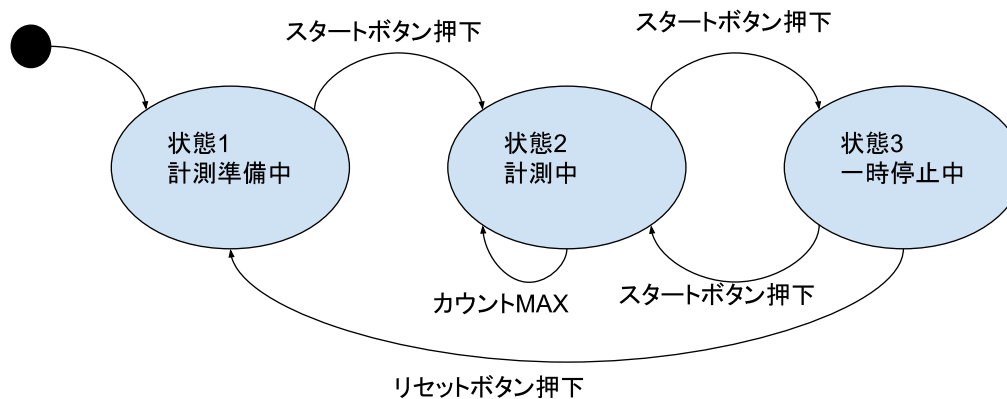 スタートボタン押下
スタートボタン押下
状態1
計測準備中
状態2
計測中
状態3
一時停止中
カウントMAX
スタートボタン押下
リセットボタン押下